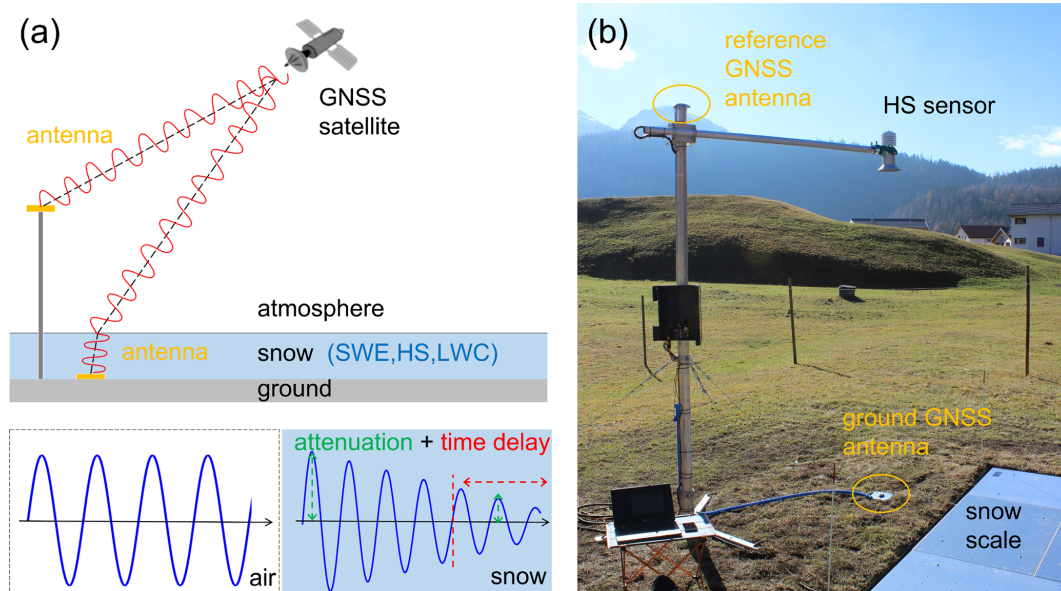 (a)
GNSS
satellite
antenna
atmosphere
antenna
snow (SWE,HS,LWC)
ground
air
attenuation + time delay
snow
(b)
reference
GNSS
antenna
HS sensor
ground GNSS
antenna
snow
scale